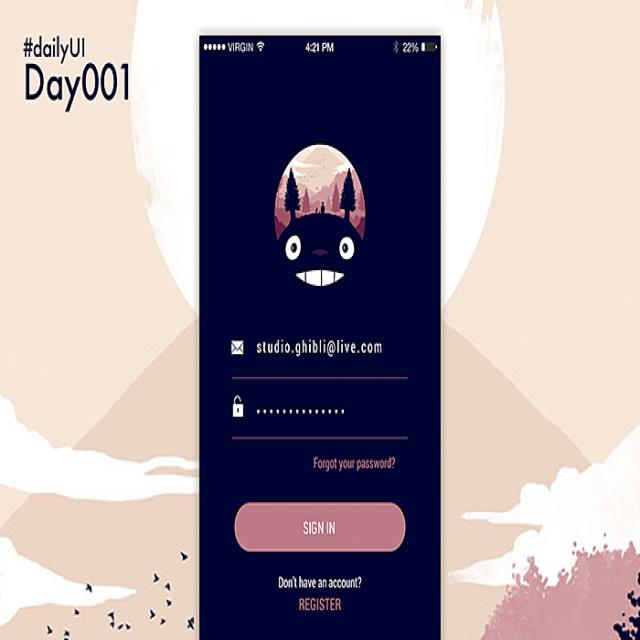 #dailyUI
Day001
VIRGIN 4:21 PM 22%
studio.ghibli@live.com
Forgot your password?
SIGN IN
Don't have an account?
REGISTER